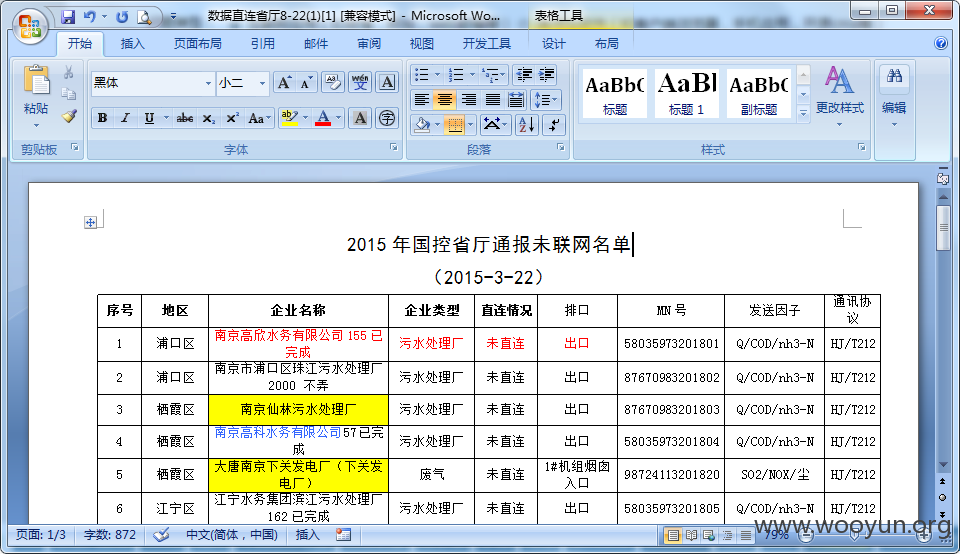 数据直连省厅8-22(1)[1] [兼容模式] - Microsoft Wo...
表格工具
开始 插入 页面布局 引用 邮件 审阅 视图 开发工具 设计 布局
黑体 小二
A A wén A
粘贴
B I U abe x₂ x² Aa ab A A 字
AaBbC AaBl AaBbC
标题 标题 1 副标题
更改样式
编辑
剪贴板 字体 段落 样式
2015 年国控省厅通报未联网名单
（2015-3-22）
序号 地区 企业名称 企业类型 直连情况 排口 MN 号 发送因子 通讯协
议
1 浦口区 南京高欣水务有限公司 155 已
完成 污水处理厂 未直连 出口 58035973201801 Q/COD/nh3-N HJ/T212
2 浦口区 南京市浦口区珠江污水处理厂
2000 不弄 污水处理厂 未直连 出口 87670983201802 Q/COD/nh3-N HJ/T212
3 栖霞区 南京仙林污水处理厂 污水处理厂 未直连 出口 87670983201803 Q/COD/nh3-N HJ/T212
4 栖霞区 南京高科水务有限公司57已完
成 污水处理厂 未直连 出口 58035973201804 Q/COD/nh3-N HJ/T212
5 栖霞区 大唐南京下关发电厂（下关发
电厂） 废气 未直连 1#机组烟囱
入口 98724113201820 SO2/NOX/尘 HJ/T212
6 江宁区 江宁水务集团滨江污水处理厂
162 已完成 污水处理厂 未直连 出口 58035973201805 Q/COD/nh3-N HJ/T212
页面: 1/3 字数: 872 中文(简体，中国) 插入 79%
www.wooyun.org